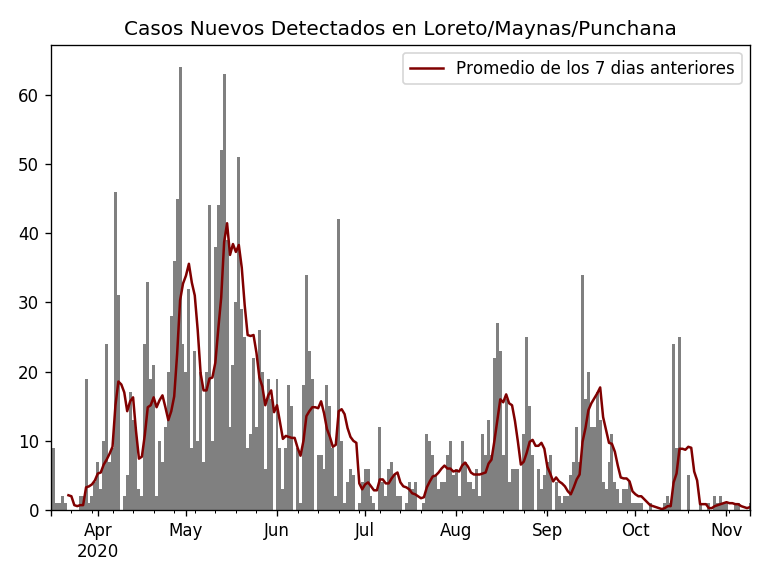 Casos Nuevos Detectados en Loreto/Maynas/Punchana
Promedio de los 7 dias anteriores
60
50
40
30
20
10
0
Apr May Jun Jul Aug Sep Oct Nov
2020